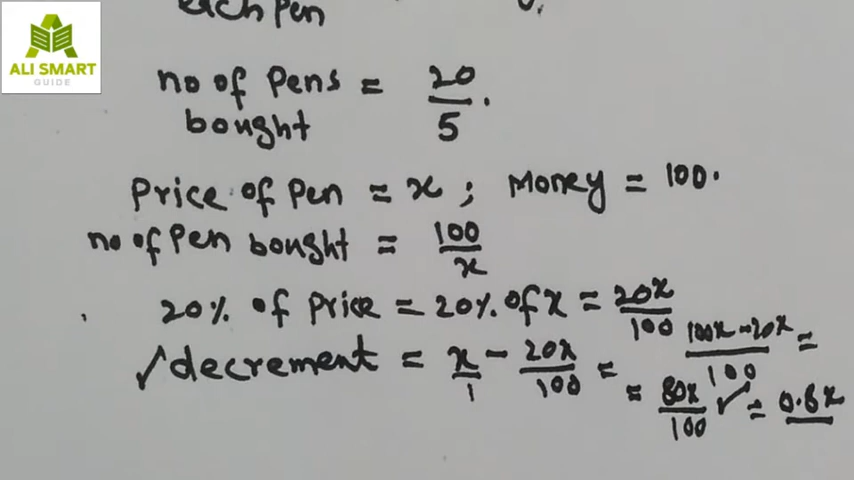 ALI SMART
GUIDE
each Pen
no of Pens = 20/5.
bought
Price of Pen = x ; Money = 100.
no of Pen bought = 100/x
20% of Price = 20% of x = 20x/100
✓decrement = x/1 - 20x/100 = 100x-20x/100 =
= 80x/100 ✓ = 0.8x